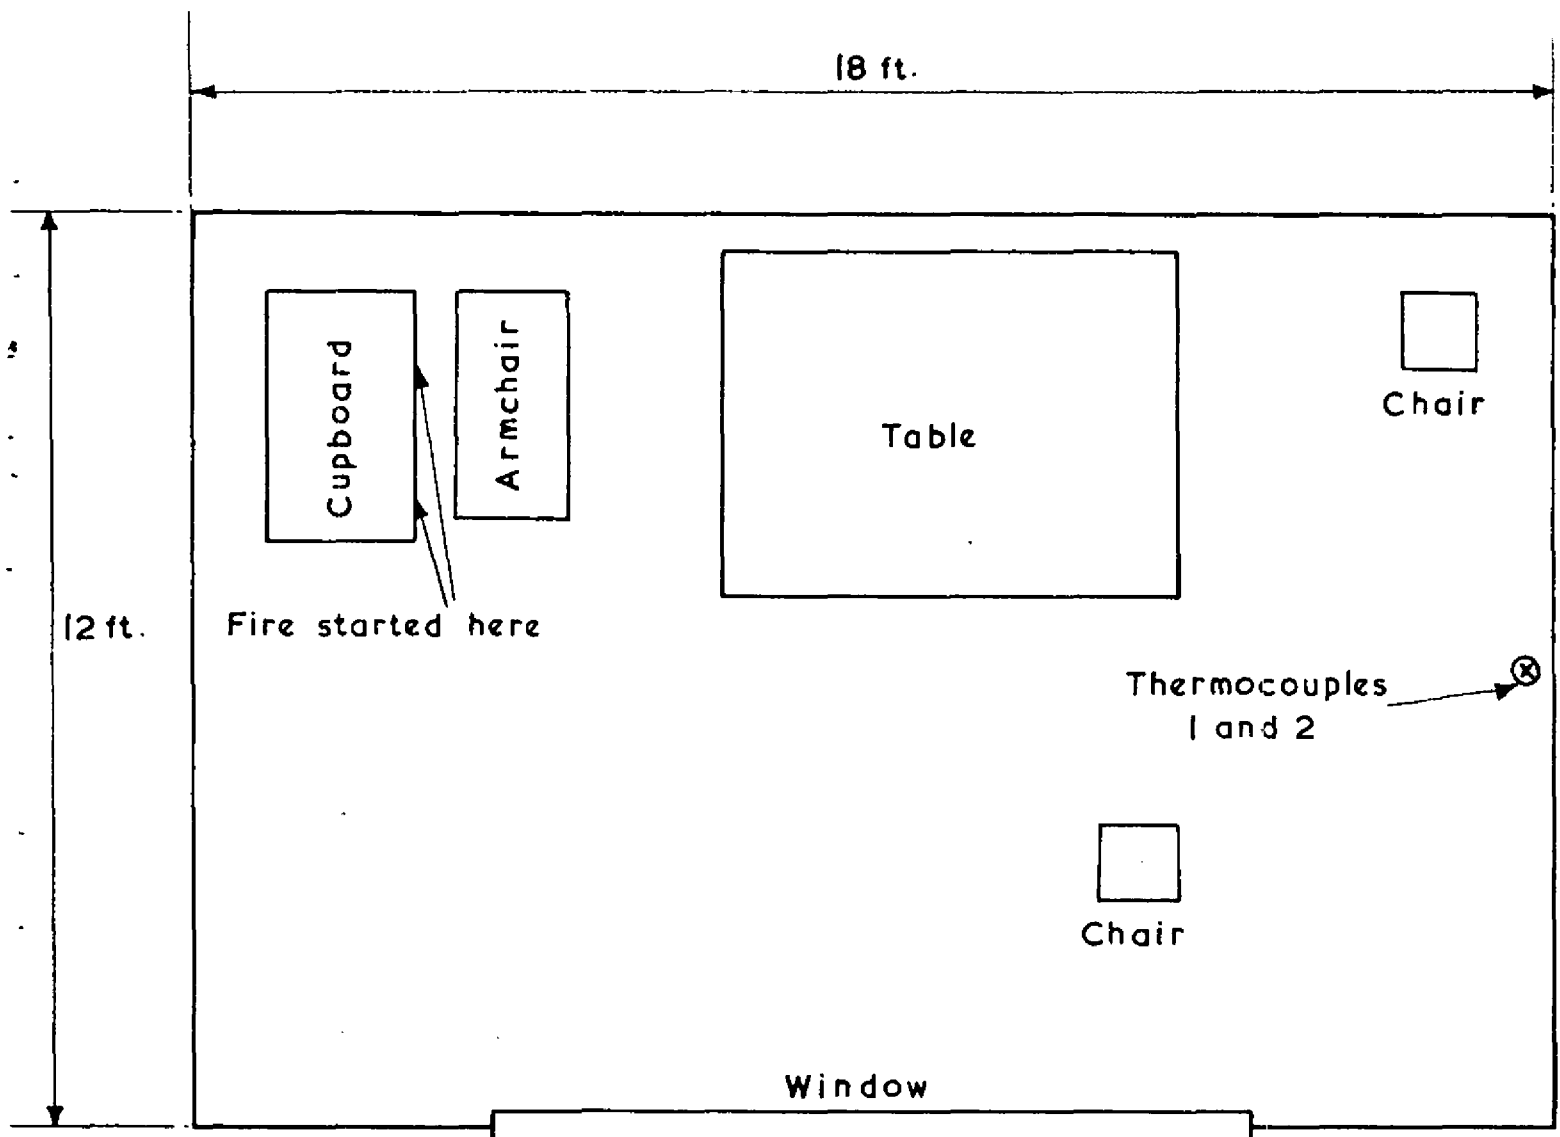 18 ft.
Cupboard
Armchair
Table
Chair
12 ft.
Fire started here
Thermocouples
1 and 2
Chair
Window